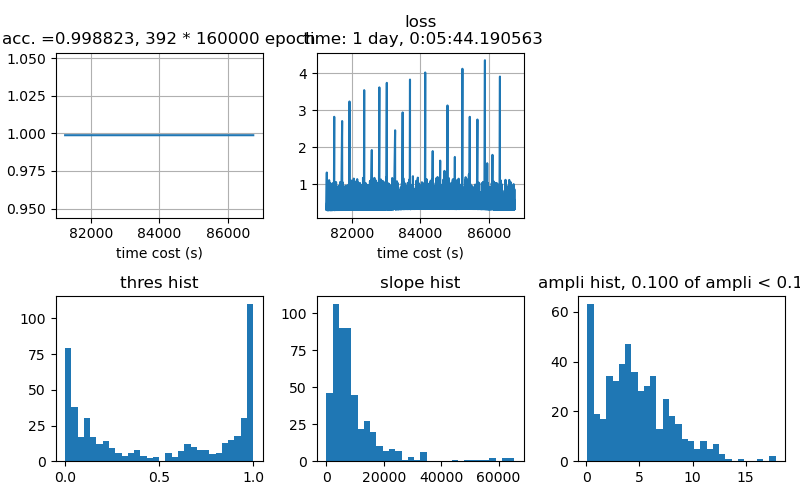 loss
acc. =0.998823, 392 * 160000 epoch
time: 1 day, 0:05:44.190563
1.050
1.025
1.000
0.975
0.950
82000 84000 86000
time cost (s)
4
3
2
1
82000 84000 86000
time cost (s)
thres hist
100
75
50
25
0
0.0 0.5 1.0
slope hist
100
75
50
25
0
0 20000 40000 60000
ampli hist, 0.100 of ampli < 0.1
60
40
20
0
0 5 10 15